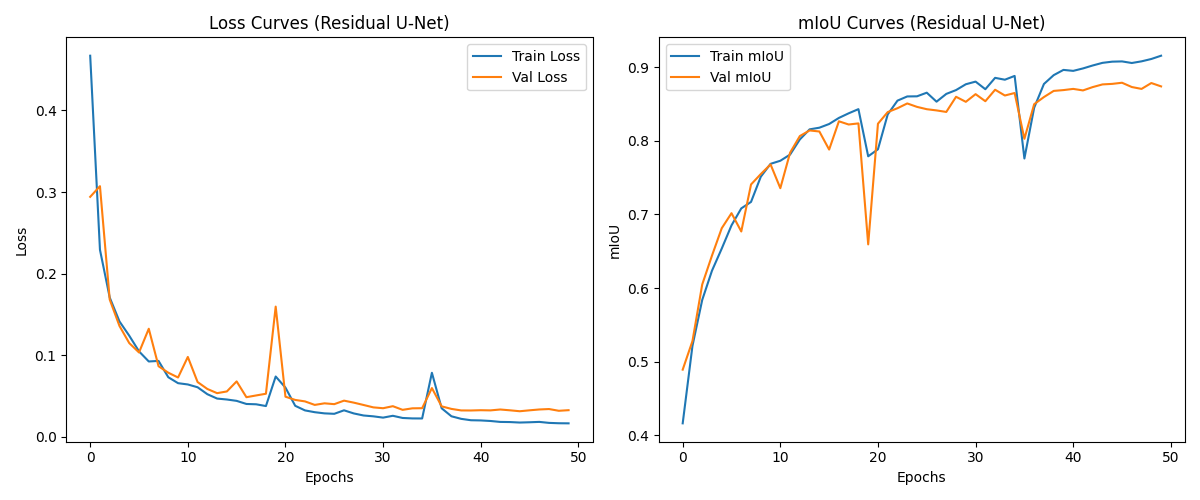 Loss Curves (Residual U-Net)
Train Loss
Val Loss
Loss
0.4
0.3
0.2
0.1
0.0
0 10 20 30 40 50
Epochs
mIoU Curves (Residual U-Net)
Train mIoU
Val mIoU
mIoU
0.9
0.8
0.7
0.6
0.5
0.4
0 10 20 30 40 50
Epochs